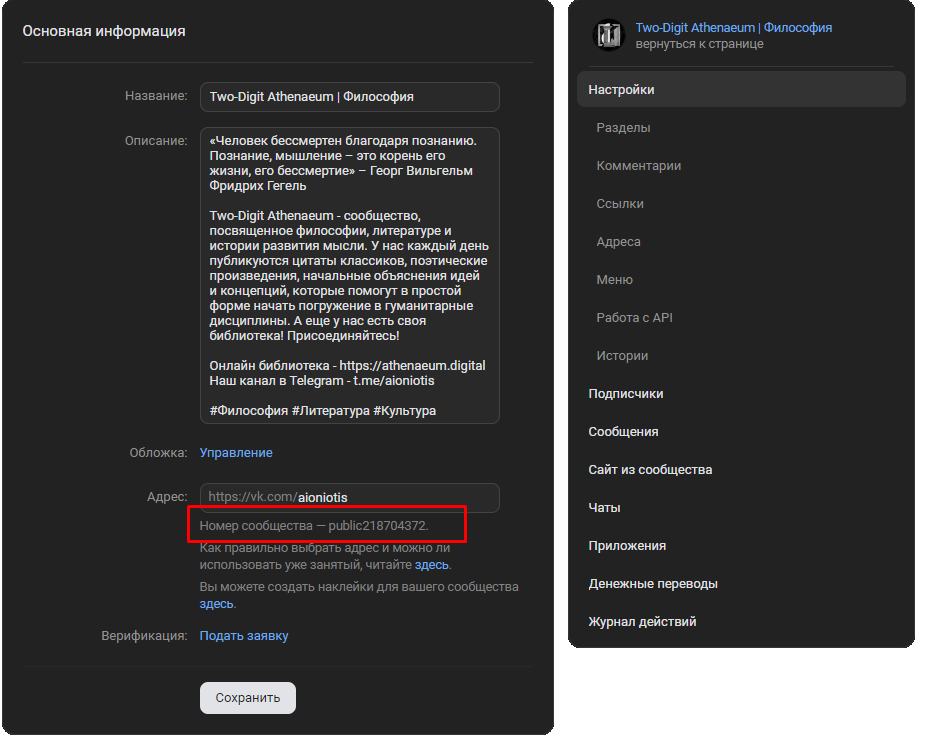 Основная информация
Название: Two-Digit Athenaeum | Философия
Описание: «Человек бессмертен благодаря познанию.
Познание, мышление – это корень его
жизни, его бессмертие» – Георг Вильгельм
Фридрих Гегель
Two-Digit Athenaeum - сообщество,
посвященное философии, литературе и
истории развития мысли. У нас каждый день
публикуются цитаты классиков, поэтические
произведения, начальные объяснения идей
и концепций, которые помогут в простой
форме начать погружение в гуманитарные
дисциплины. А еще у нас есть своя
библиотека! Присоединяйтесь!
Онлайн библиотека - https://athenaeum.digital
Наш канал в Telegram - t.me/aioniotis
#Философия #Литература #Культура
Обложка: Управление
Адрес: https://vk.com/aioniotis
Номер сообщества — public218704372.
Как правильно выбрать адрес и можно ли
использовать уже занятый, читайте здесь.
Вы можете создать наклейки для вашего сообщества
здесь.
Верификация: Подать заявку
Сохранить
Two-Digit Athenaeum | Философия
вернуться к странице
Настройки
Разделы
Комментарии
Ссылки
Адреса
Меню
Работа с API
Истории
Подписчики
Сообщения
Сайт из сообщества
Чаты
Приложения
Денежные переводы
Журнал действий